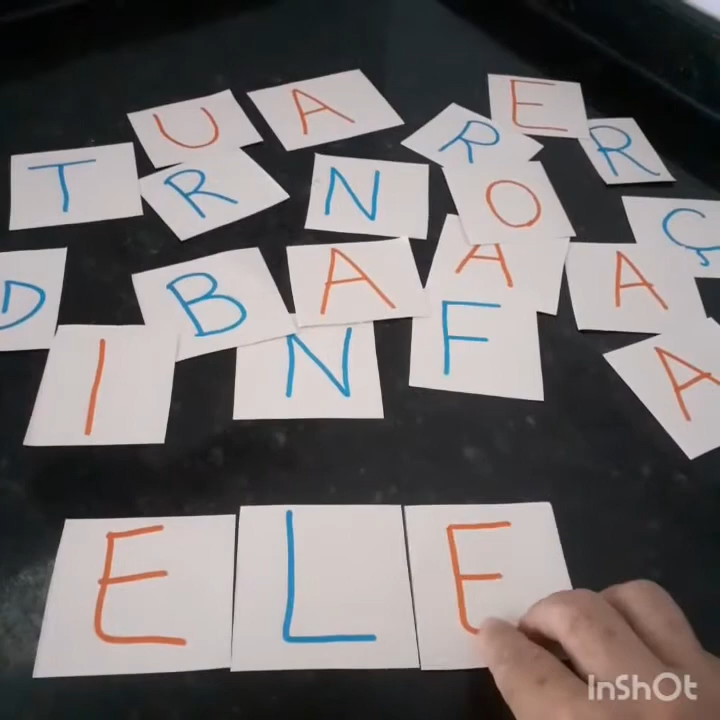 U A E
T R N R O R Ç
D B A A A
I N F A
ELE
InShOt